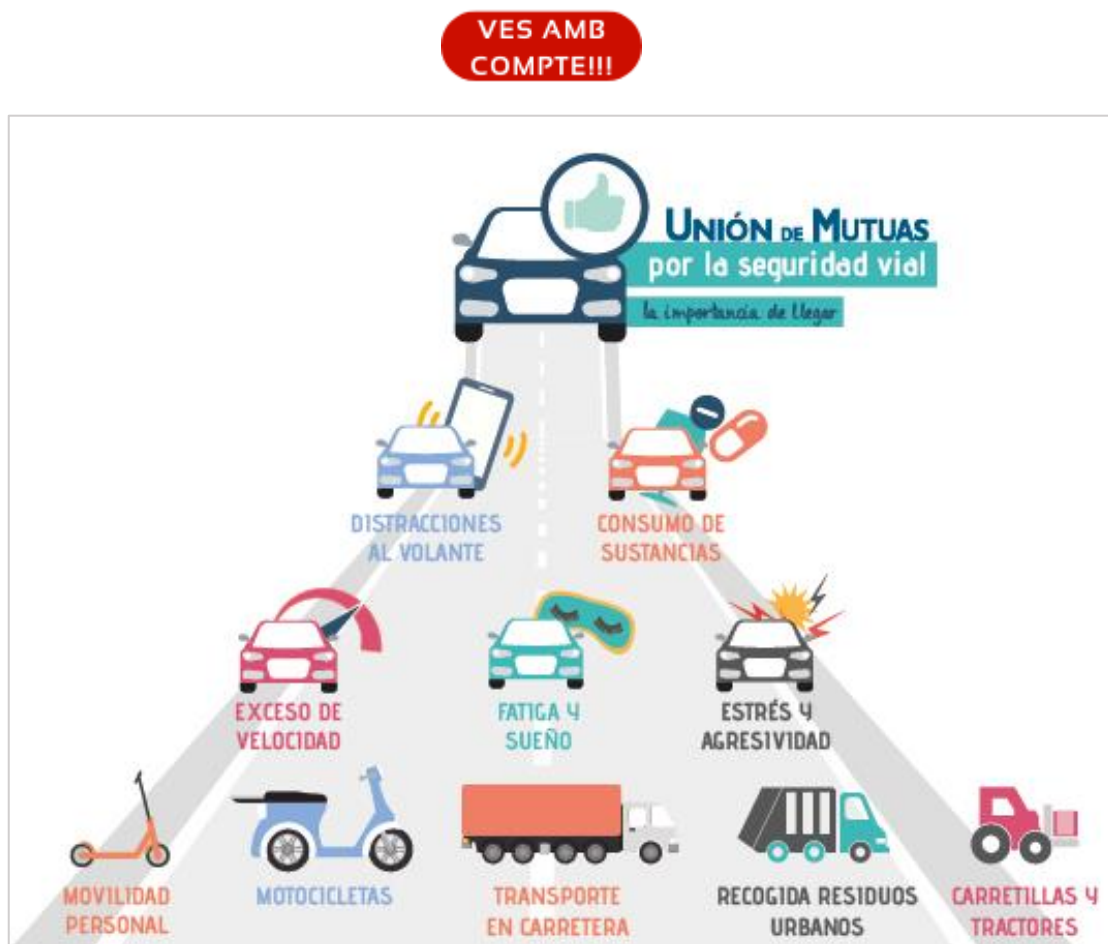 VES AMB
COMPTE!!!
UNIÓN DE MUTUAS
por la seguridad vial
la importancia de llegar
DISTRACCIONES
AL VOLANTE
CONSUMO DE
SUSTANCIAS
EXCESO DE
VELOCIDAD
FATIGA Y
SUEÑO
ESTRÉS Y
AGRESIVIDAD
MOVILIDAD
PERSONAL
MOTOCICLETAS
TRANSPORTE
EN CARRETERA
RECOGIDA RESIDUOS
URBANOS
CARRETILLAS Y
TRACTORES